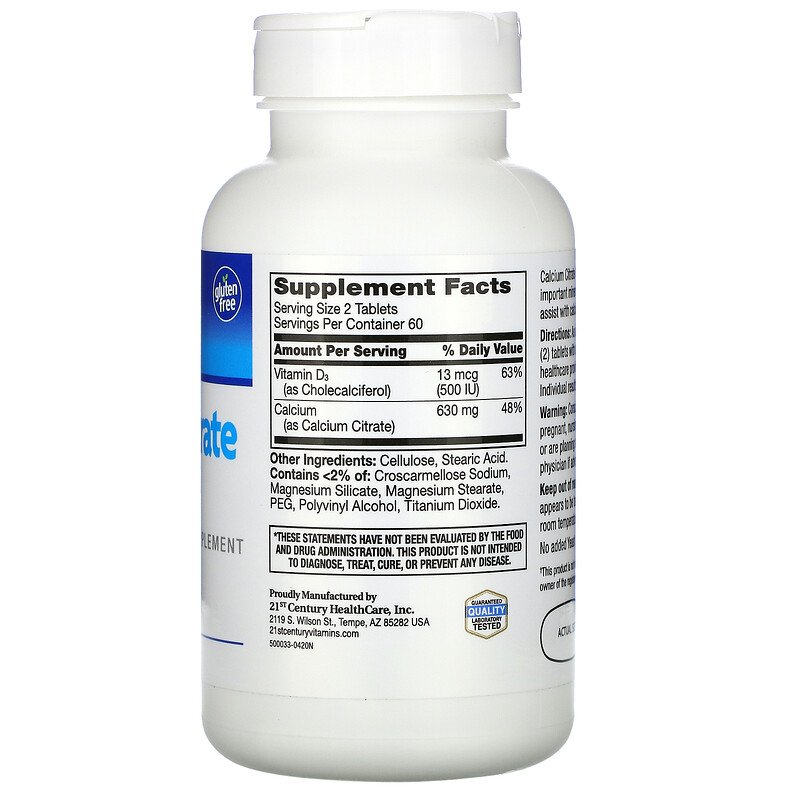 gluten
free
rate
PLEMENT
Supplement Facts
Serving Size 2 Tablets
Servings Per Container 60
Amount Per Serving % Daily Value
Vitamin D3 13 mcg 63%
(as Cholecalciferol) (500 IU)
Calcium 630 mg 48%
(as Calcium Citrate)
Other Ingredients: Cellulose, Stearic Acid.
Contains <2% of: Croscarmellose Sodium,
Magnesium Silicate, Magnesium Stearate,
PEG, Polyvinyl Alcohol, Titanium Dioxide.
*THESE STATEMENTS HAVE NOT BEEN EVALUATED BY THE FOOD
AND DRUG ADMINISTRATION. THIS PRODUCT IS NOT INTENDED
TO DIAGNOSE, TREAT, CURE, OR PREVENT ANY DISEASE.
Proudly Manufactured by
21ST Century HealthCare, Inc.
2119 S. Wilson St., Tempe, AZ 85282 USA
21stcenturyvitamins.com
500033-0420N
GUARANTEED
QUALITY
LABORATORY
TESTED
Calcium Citrate
important
assist with
Directions:
(2) tablets
healthcare
Individual
Warning:
pregnant,
or are
physician if
Keep out of
appears to be
room
No added
†This product is
owner of the
ACTUAL